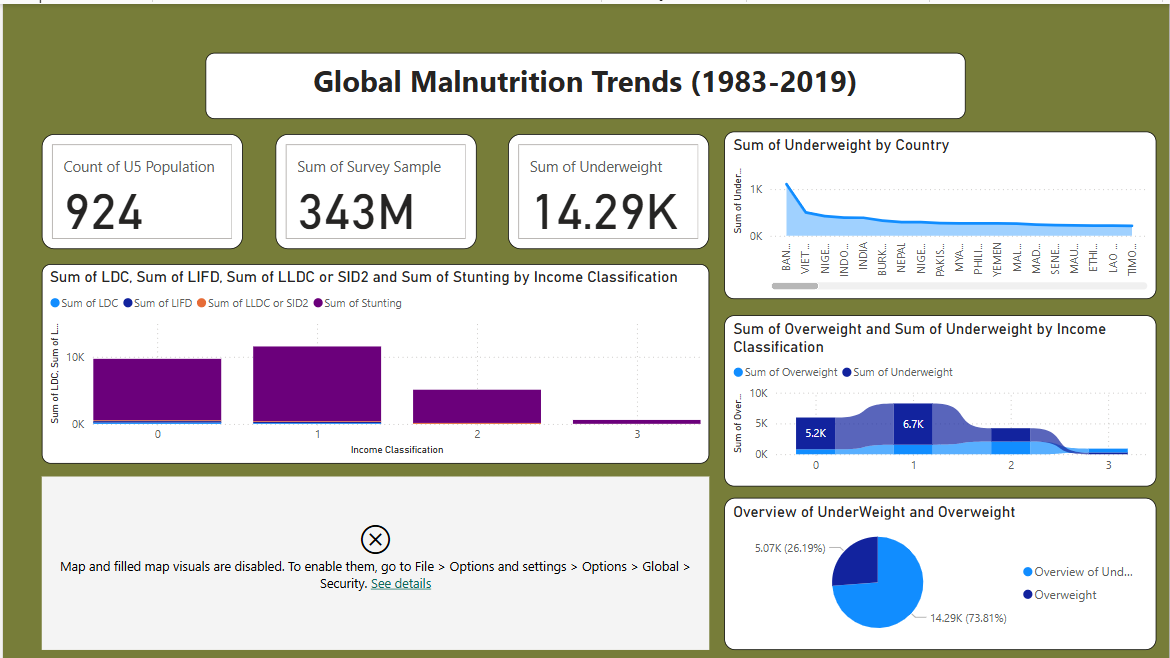 Global Malnutrition Trends (1983-2019)
Count of U5 Population
924
Sum of Survey Sample
343M
Sum of Underweight
14.29K
Sum of Underweight by Country
Sum of Under...
1K
0K
BAN...
VIET ...
NIGE...
INDO...
INDIA
BURK...
NEPAL
NIGE...
PAKIS...
MYA...
PHILI...
YEMEN
MAL...
MAD...
SENE...
MAU...
ETHI...
LAO ...
TIMO...
Sum of LDC, Sum of LIFD, Sum of LLDC or SID2 and Sum of Stunting by Income Classification
Sum of LDC Sum of LIFD Sum of LLDC or SID2 Sum of Stunting
Sum of LDC, Sum of L...
10K
0K
0 1 2 3
Income Classification
Sum of Overweight and Sum of Underweight by Income
Classification
Sum of Overweight Sum of Underweight
Sum of Over...
10K
5K
0K
5.2K
6.7K
0 1 2 3
Map and filled map visuals are disabled. To enable them, go to File > Options and settings > Options > Global >
Security. See details
Overview of UnderWeight and Overweight
5.07K (26.19%)
14.29K (73.81%)
Overview of Und...
Overweight